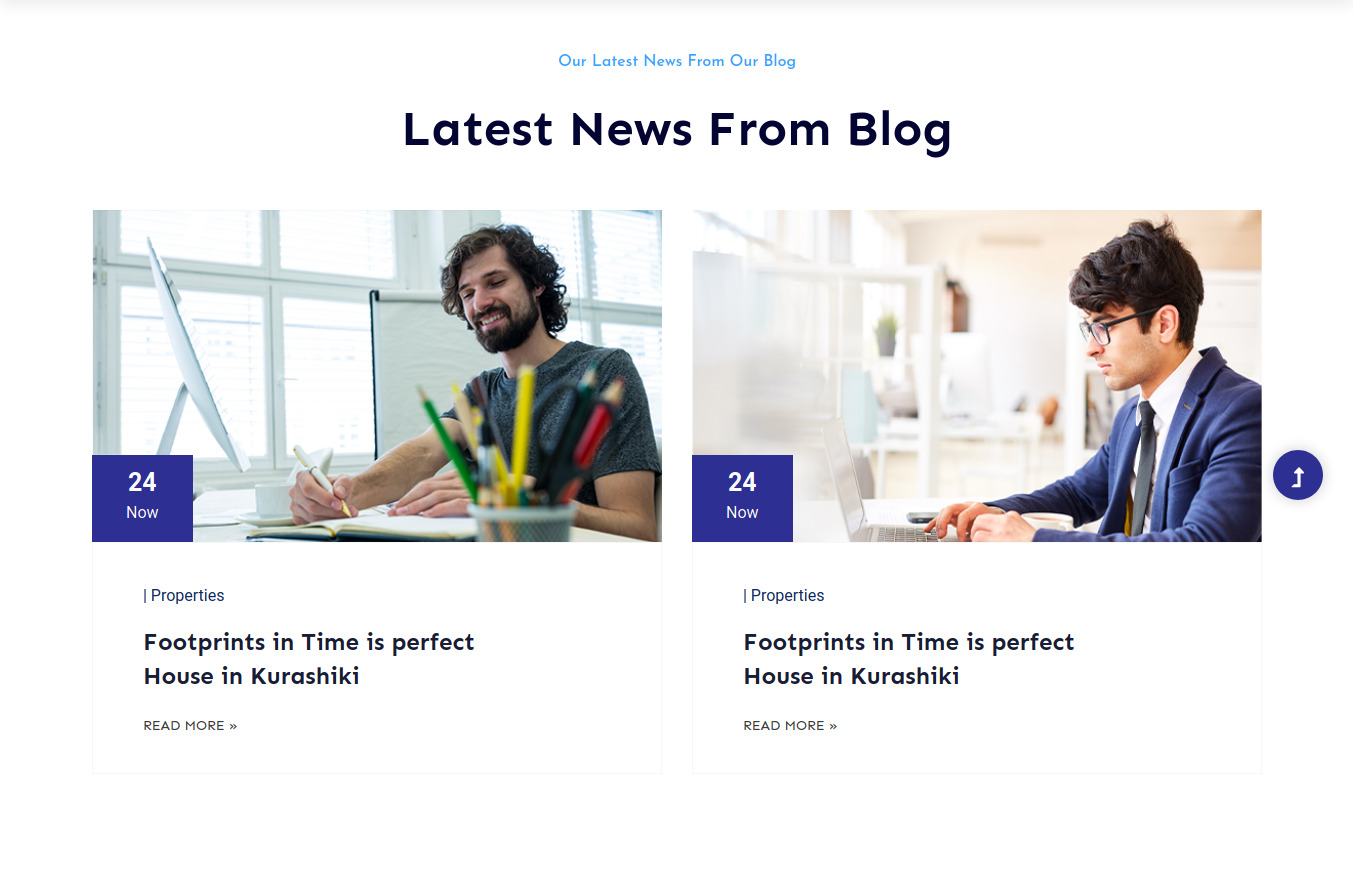 Our Latest News From Our Blog
Latest News From Blog
24
Now
| Properties
Footprints in Time is perfect
House in Kurashiki
READ MORE »
24
Now
| Properties
Footprints in Time is perfect
House in Kurashiki
READ MORE »